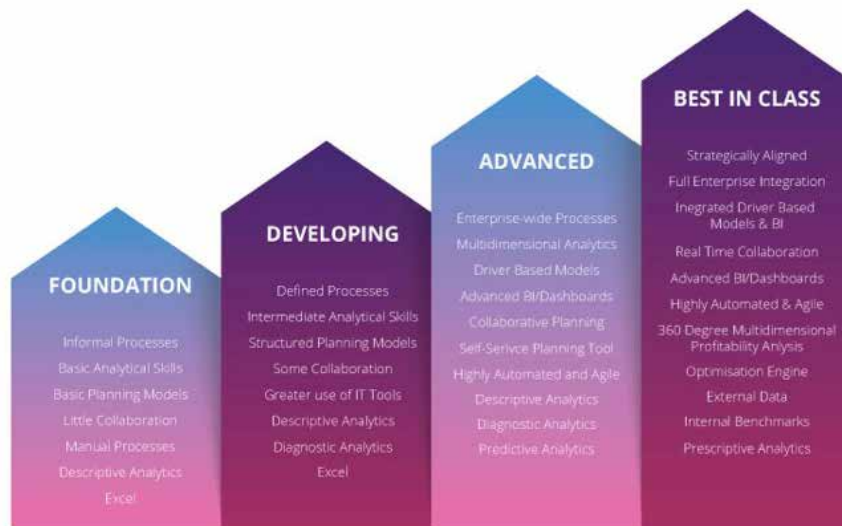 FOUNDATION
Informal Processes
Basic Analytical Skills
Basic Planning Models
Little Collaboration
Manual Processes
Descriptive Analytics
Excel
DEVELOPING
Defined Processes
Intermediate Analytical Skills
Structured Planning Models
Some Collaboration
Greater use of IT Tools
Descriptive Analytics
Diagnostic Analytics
Excel
ADVANCED
Enterprise-wide Processes
Multidimensional Analytics
Driver Based Models
Advanced BI/Dashboards
Collaborative Planning
Self-Serivce Planning Tool
Highly Automated and Agile
Descriptive Analytics
Diagnostic Analytics
Predictive Analytics
BEST IN CLASS
Strategically Aligned
Full Enterprise Integration
Inegrated Driver Based
Models & BI
Real Time Collaboration
Advanced BI/Dashboards
Highly Automated & Agile
360 Degree Multidimensional
Profitability Anlysis
Optimisation Engine
External Data
Internal Benchmarks
Prescriptive Analytics